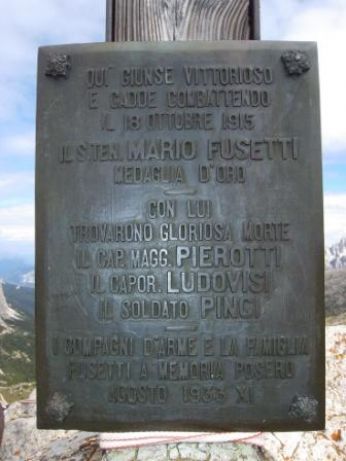 QUI' GIUNSE VITTORIOSO
E CADDE COMBATTENDO
IL 18 OTTOBRE 1915
IL S.TEN. MARIO FUSETTI
MEDAGLIA D'ORO
CON LUI
TROVARONO GLORIOSA MORTE
IL CAP. MAGG. PIEROTTI
IL CAPOR. LUDOVISI
IL SOLDATO PINCI
I COMPAGNI D'ARME E LA FAMIGLIA
FUSETTI A MEMORIA POSERO
AGOSTO 1933 XI